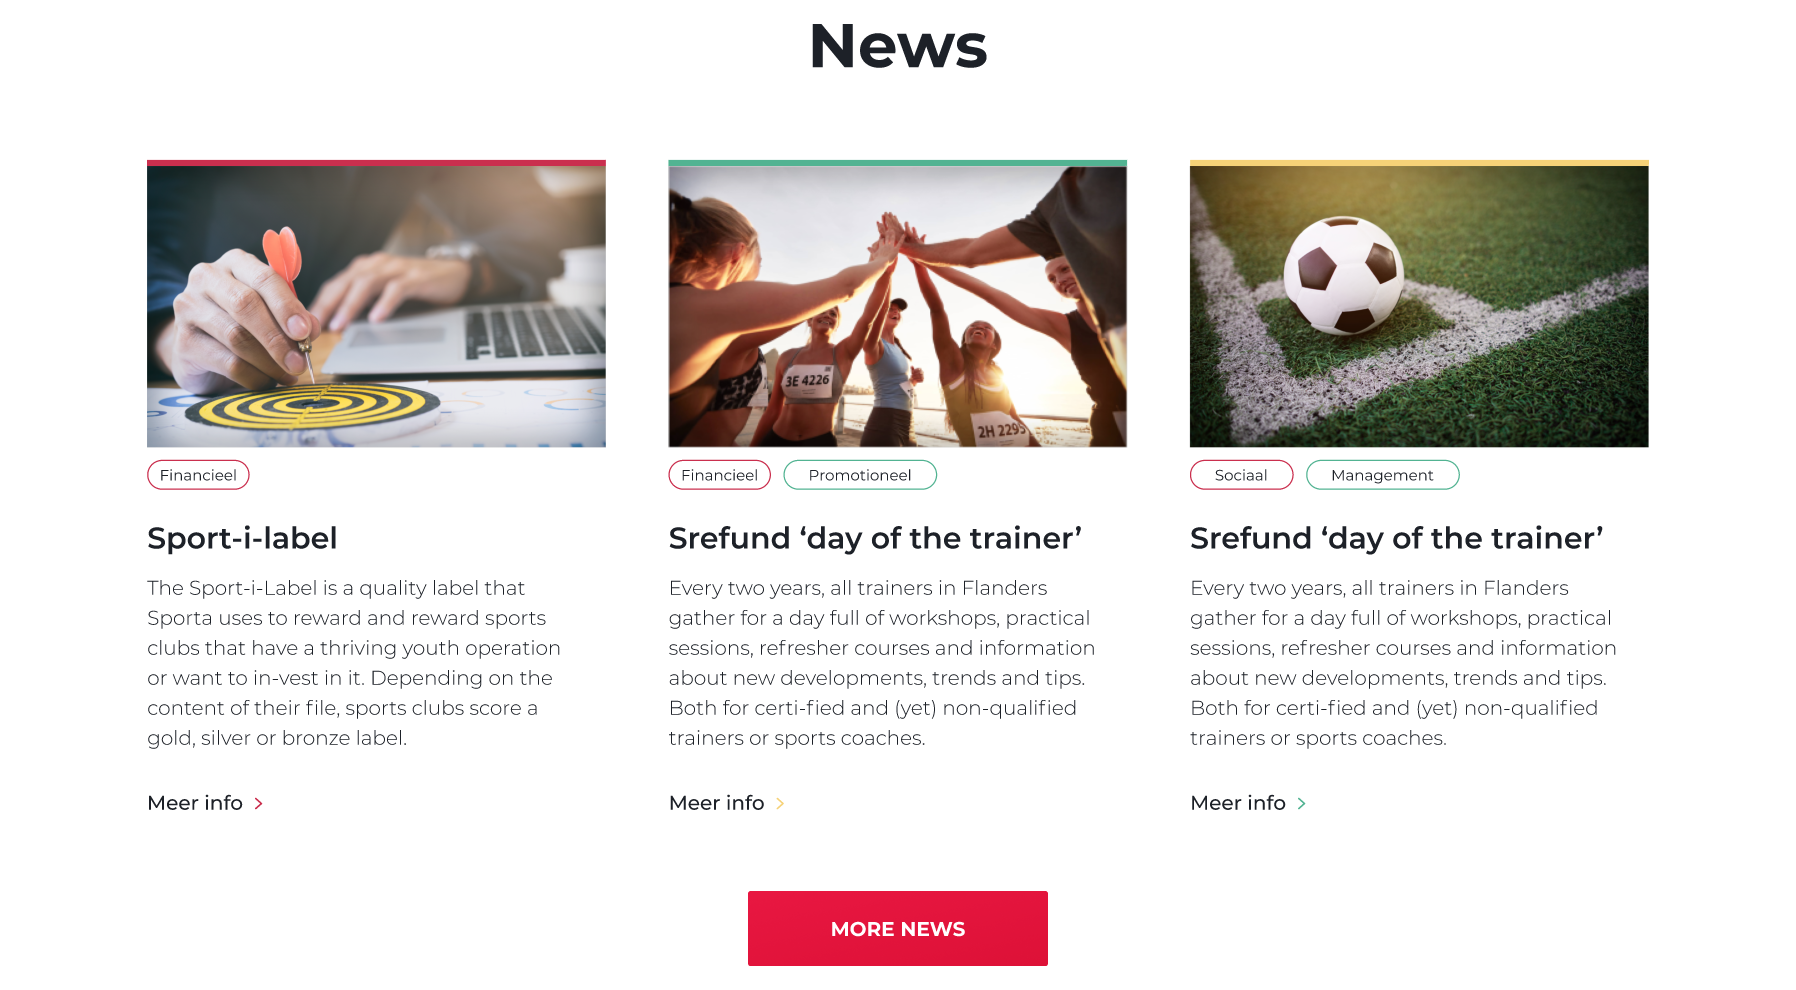 News
3E 4226
2H 2295
Financieel
Financieel
Promotioneel
Sociaal
Management
Sport-i-label
The Sport-i-Label is a quality label that
Sporta uses to reward and reward sports
clubs that have a thriving youth operation
or want to in-vest in it. Depending on the
content of their file, sports clubs score a
gold, silver or bronze label.
Meer info
Srefund ‘day of the trainer’
Every two years, all trainers in Flanders
gather for a day full of workshops, practical
sessions, refresher courses and information
about new developments, trends and tips.
Both for certi-fied and (yet) non-qualified
trainers or sports coaches.
Meer info
Srefund ‘day of the trainer’
Every two years, all trainers in Flanders
gather for a day full of workshops, practical
sessions, refresher courses and information
about new developments, trends and tips.
Both for certi-fied and (yet) non-qualified
trainers or sports coaches.
Meer info
MORE NEWS